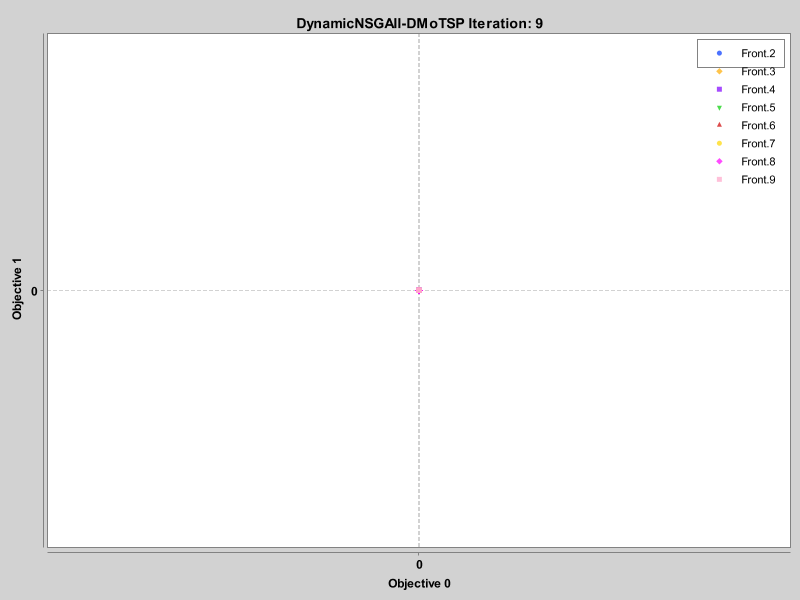 DynamicNSGAII-DMoTSP Iteration: 9
Front.2
Front.3
Front.4
Front.5
Front.6
Front.7
Front.8
Front.9
Objective 1
0
0
Objective 0